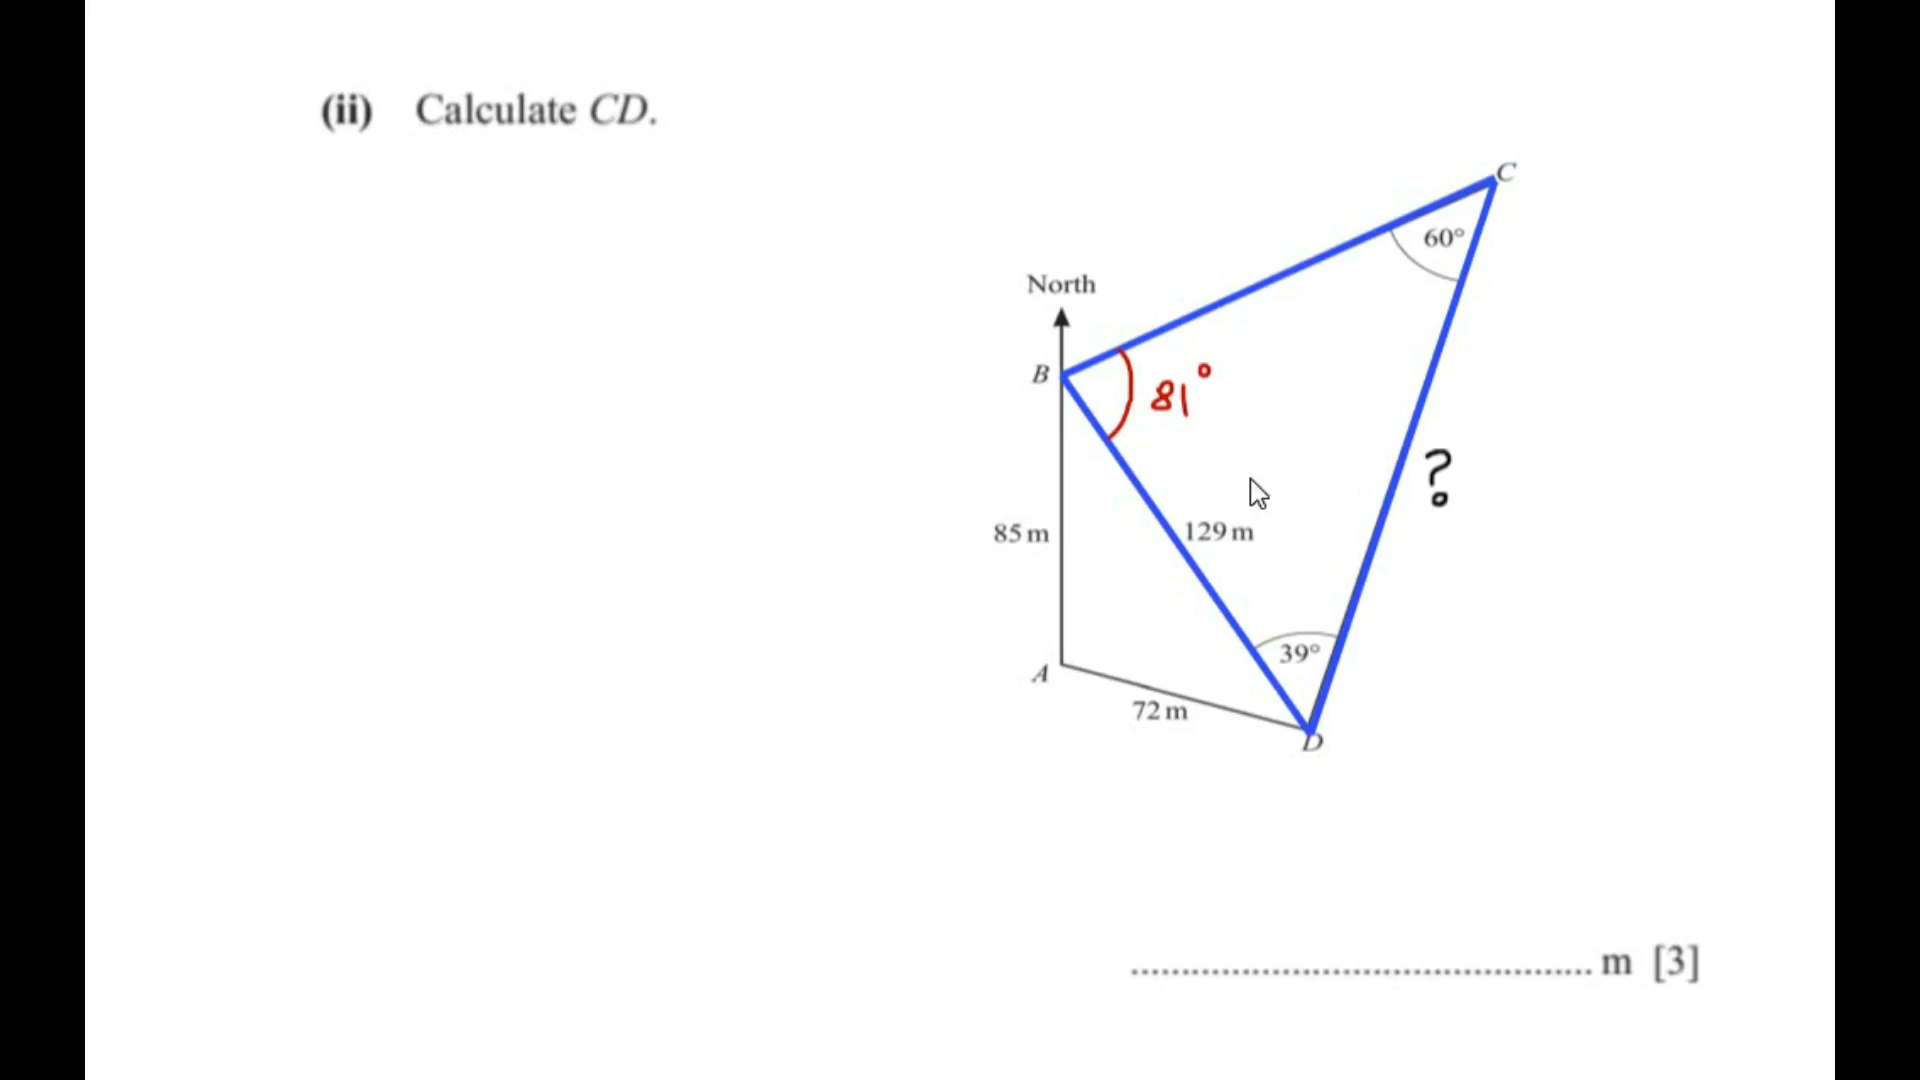 (ii) Calculate CD.
C
60°
North
B
81°
?
85 m
129 m
39°
A
72 m
D
........................................... m [3]